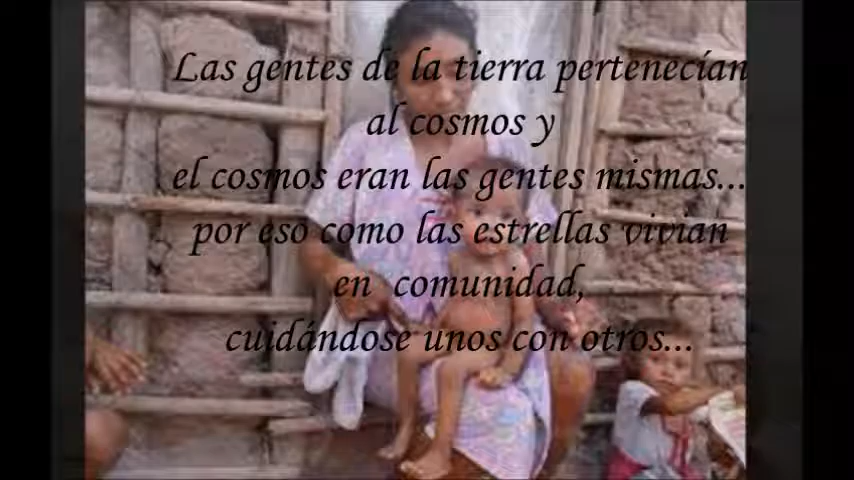 Las gentes de la tierra pertenecían
al cosmos y
el cosmos eran las gentes mismas...
por eso como las estrellas vivian
en comunidad,
cuidándose unos con otros...